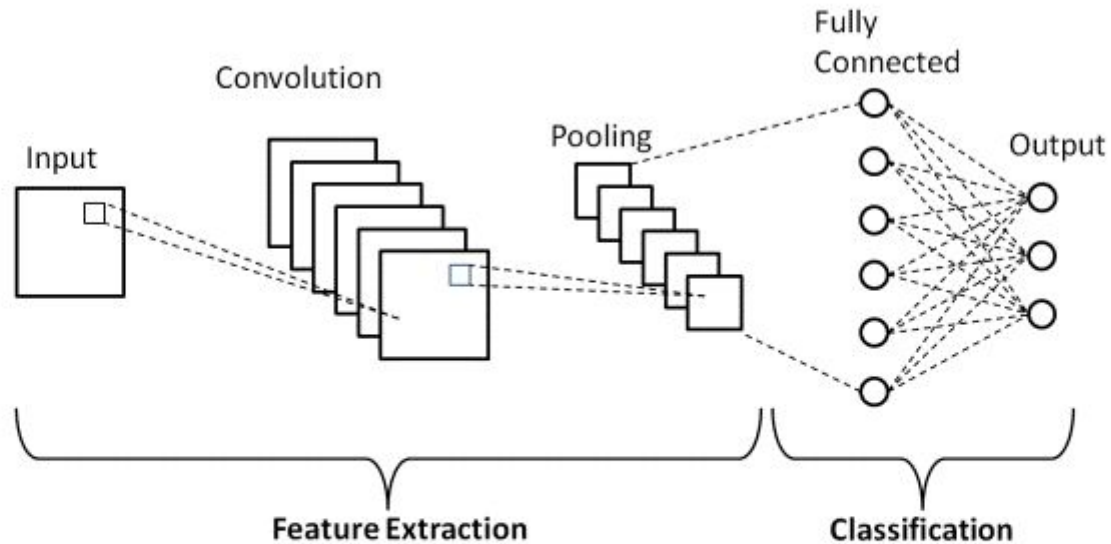 Input
Convolution
Pooling
Fully
Connected
Output
Feature Extraction
Classification